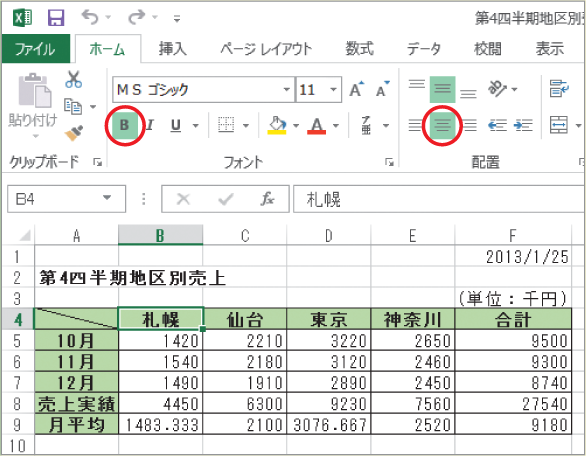 第4四半期地区別売
ファイル ホーム 挿入 ページ レイアウト 数式 データ 校閲 表示
貼り付け
ＭＳ ゴシック 11 A A
B I U A ア亜
クリップボード フォント 配置
B4 fx 札幌
A B C D E F
1 2013/1/25
2 第4四半期地区別売上
3 (単位：千円)
4 札幌 仙台 東京 神奈川 合計
5 10月 1420 2210 3220 2650 9500
6 11月 1540 2180 3120 2460 9300
7 12月 1490 1910 2890 2450 8740
8 売上実績 4450 6300 9230 7560 27540
9 月平均 1483.333 2100 3076.667 2520 9180
10